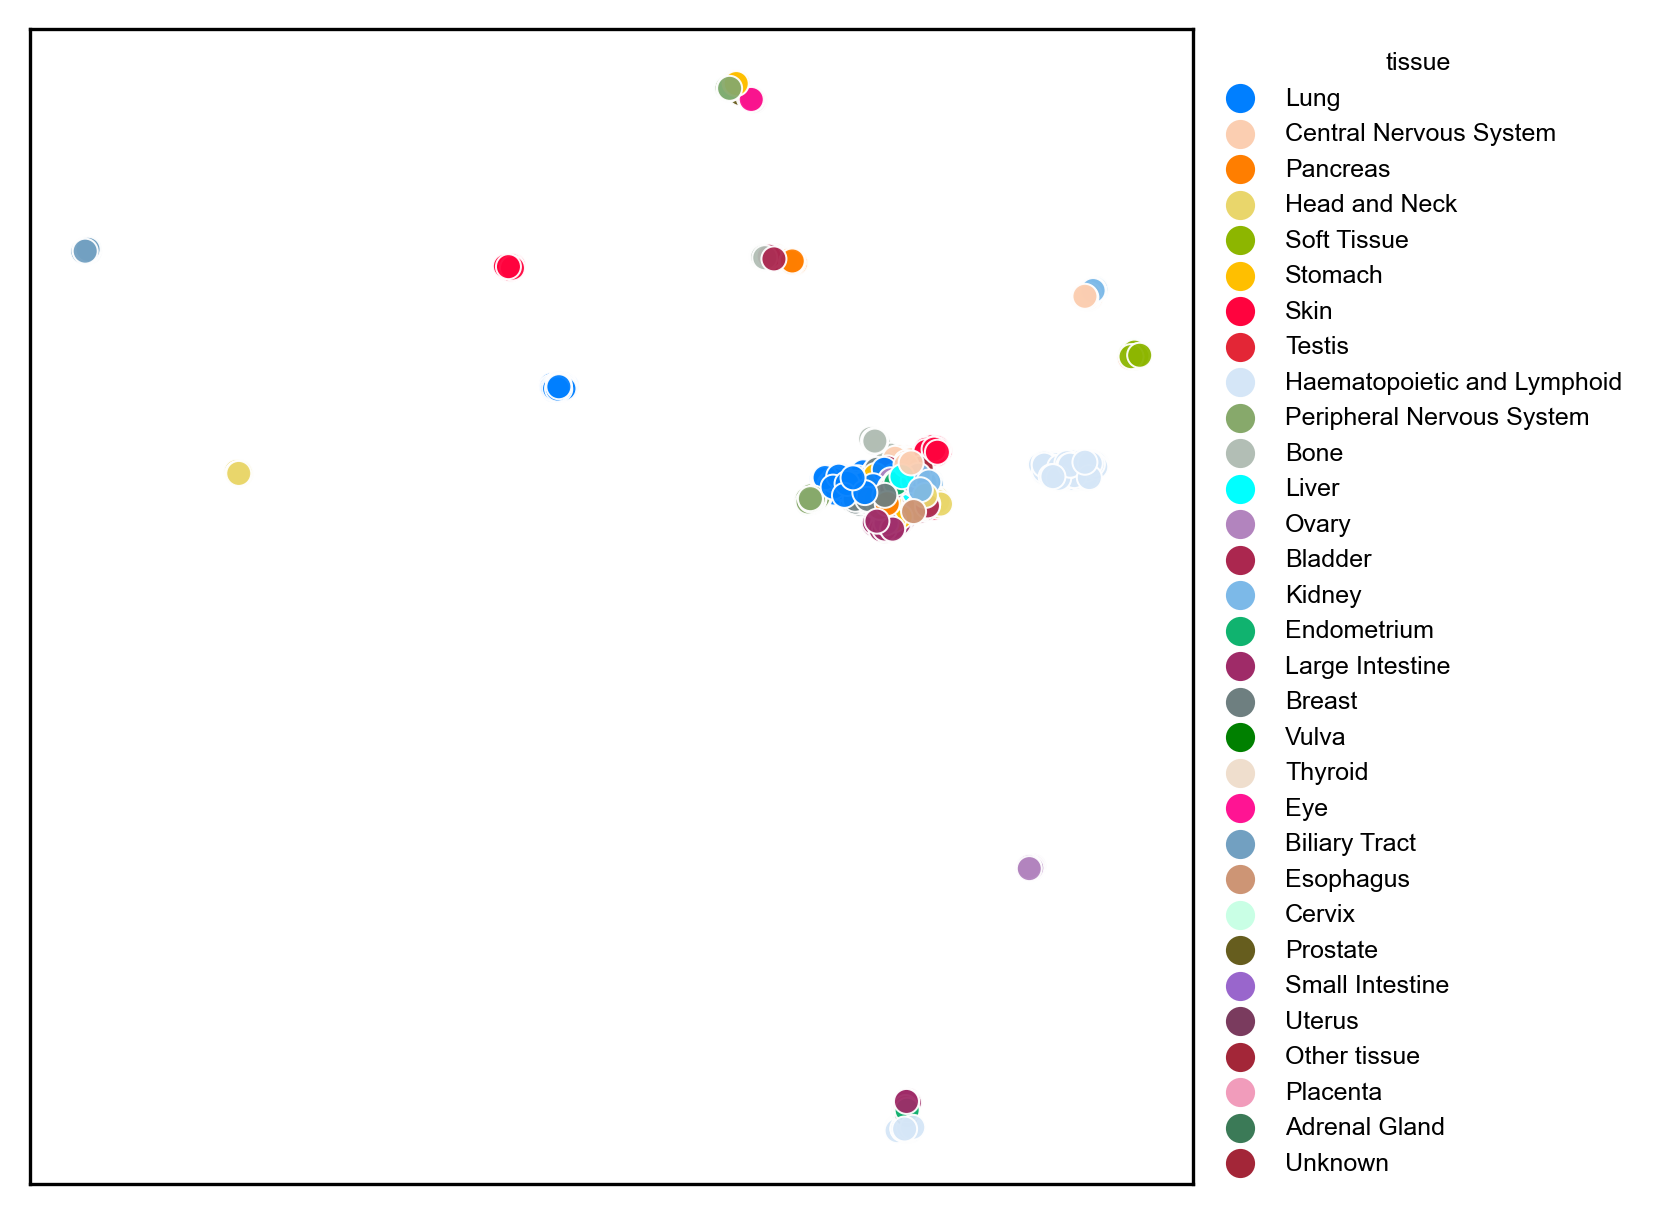 tissue
Lung
Central Nervous System
Pancreas
Head and Neck
Soft Tissue
Stomach
Skin
Testis
Haematopoietic and Lymphoid
Peripheral Nervous System
Bone
Liver
Ovary
Bladder
Kidney
Endometrium
Large Intestine
Breast
Vulva
Thyroid
Eye
Biliary Tract
Esophagus
Cervix
Prostate
Small Intestine
Uterus
Other tissue
Placenta
Adrenal Gland
Unknown